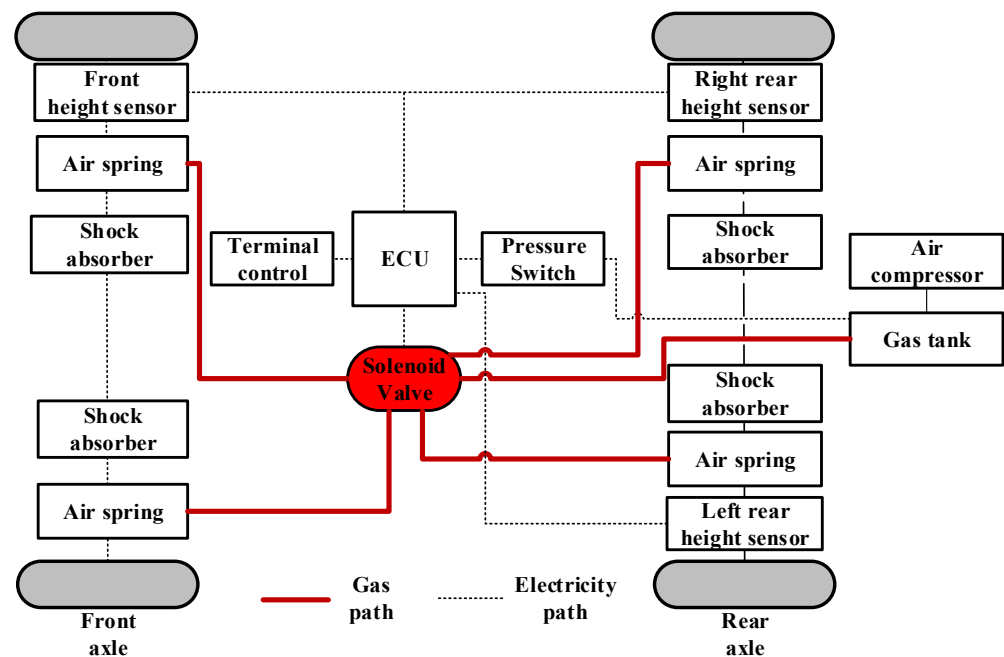 Front
height sensor
Right rear
height sensor
Air spring
Air spring
Shock
absorber
Terminal
control
ECU
Pressure
Switch
Shock
absorber
Air
compressor
Gas tank
Solenoid
Valve
Shock
absorber
Shock
absorber
Air spring
Air spring
Left rear
height sensor
Gas
path
Electricity
path
Front
axle
Rear
axle